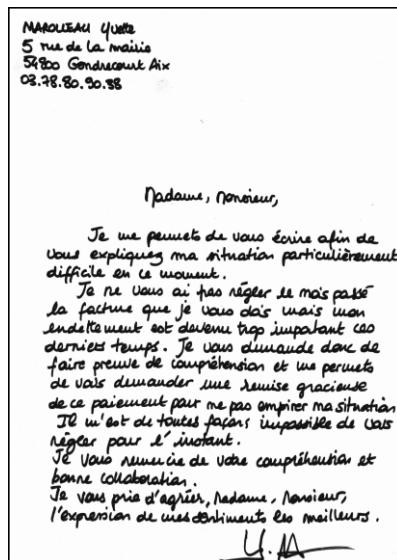 MAROLLEAU Yvette
5 rue de la mairie
54800 Gondrecourt Aix
03.78.80.90.38
Madame, Monsieur,
Je me permets de vous écrire afin de
vous expliquez ma situation particulièrement
difficile en ce moment.
Je ne vous ai pas régler le mois passé
la facture que je vous dois mais mon
endettement est devenu trop important ces
derniers temps. Je vous demande donc de
faire preuve de compréhension et me permets
de vous demander une remise gracieuse
de ce paiement pour ne pas empirer ma situation
Il m'est de toutes façons impossible de vous
régler pour l'instant.
Je vous remercie de votre compréhention et
bonne collaboration.
Je vous prie d'agréer, Madame, Monsieur,
l'expression de mes sentiments les meilleurs.